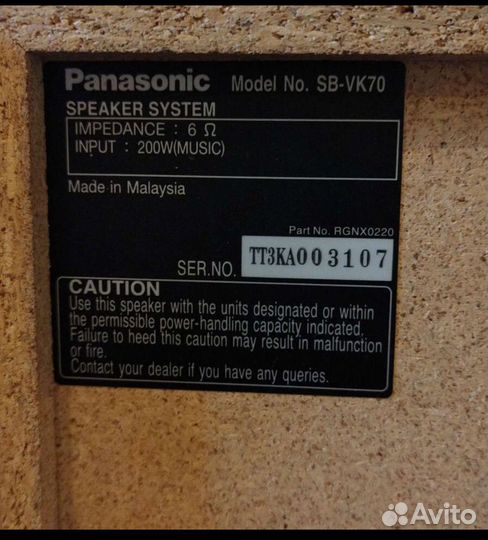 Panasonic Model No. SB-VK70
SPEAKER SYSTEM
IMPEDANCE : 6 Ω
INPUT : 200W(MUSIC)
Made in Malaysia
Part No. RGNX0220
SER.NO. TT3KA003107
CAUTION
Use this speaker with the units designated or within
the permissible power-handling capacity indicated.
Failure to heed this caution may result in malfunction
or fire.
Contact your dealer if you have any queries.
Avito